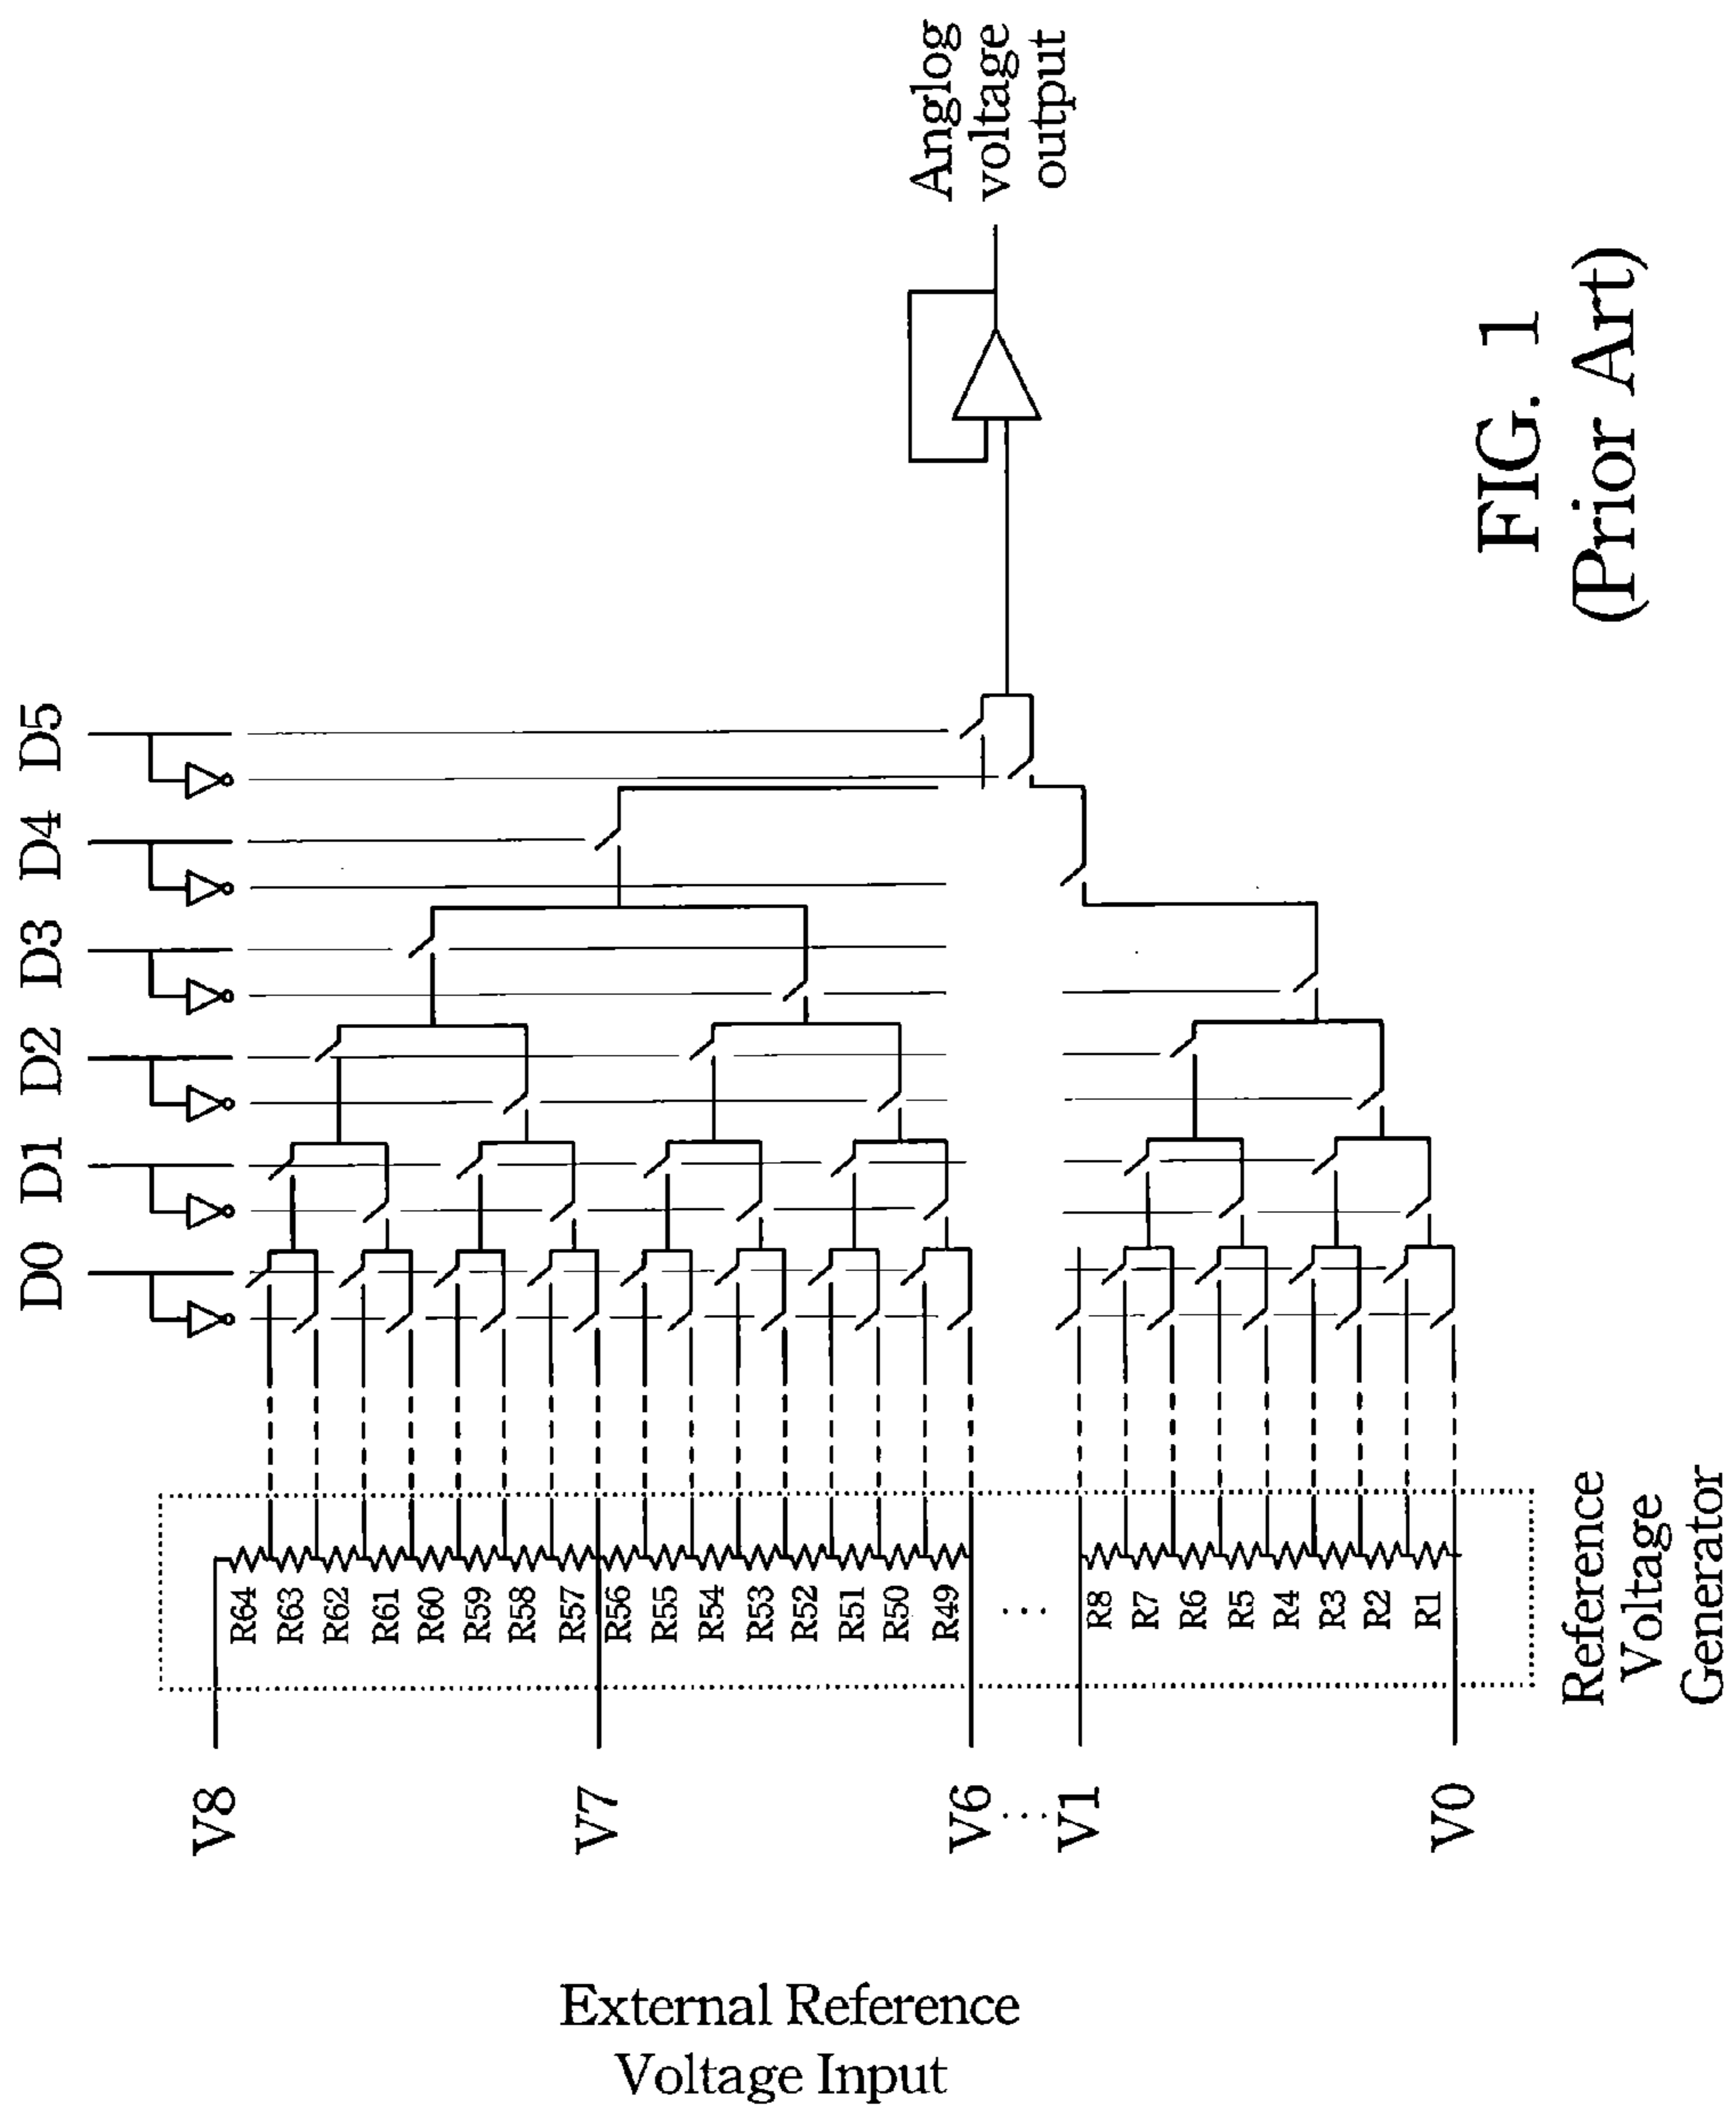 D0
D1
D2
D3
D4
D5
V8
V7
V6
...
V1
V0
R64
R63
R62
R61
R60
R59
R58
R57
R56
R55
R54
R53
R52
R51
R50
R49
...
R8
R7
R6
R5
R4
R3
R2
R1
External Reference
Voltage Input
Reference
Voltage
Generator
Anglog
voltage
output
FIG. 1
(Prior Art)